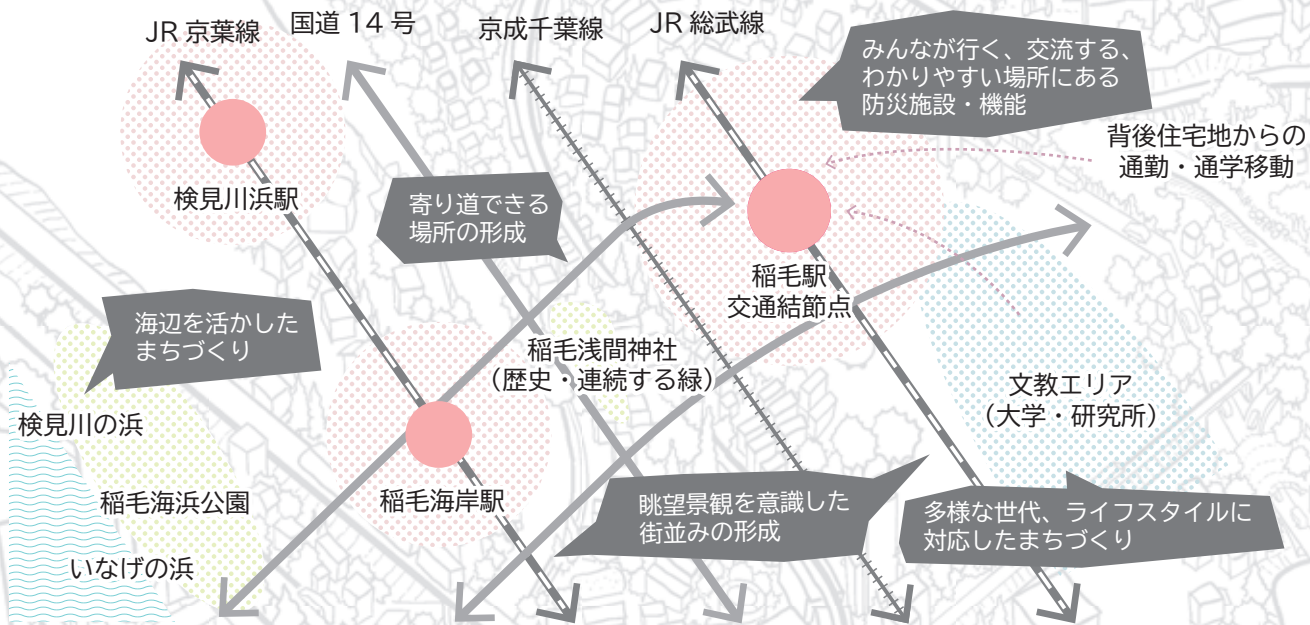 JR 京葉線
国道 14 号
京成千葉線
JR 総武線
みんなが行く、交流する、
わかりやすい場所にある
防災施設・機能
背後住宅地からの
通勤・通学移動
検見川浜駅
寄り道できる
場所の形成
稲毛駅
交通結節点
海辺を活かした
まちづくり
稲毛浅間神社
（歴史・連続する緑）
文教エリア
（大学・研究所）
検見川の浜
稲毛海浜公園
いなげの浜
稲毛海岸駅
眺望景観を意識した
街並みの形成
多様な世代、ライフスタイルに
対応したまちづくり